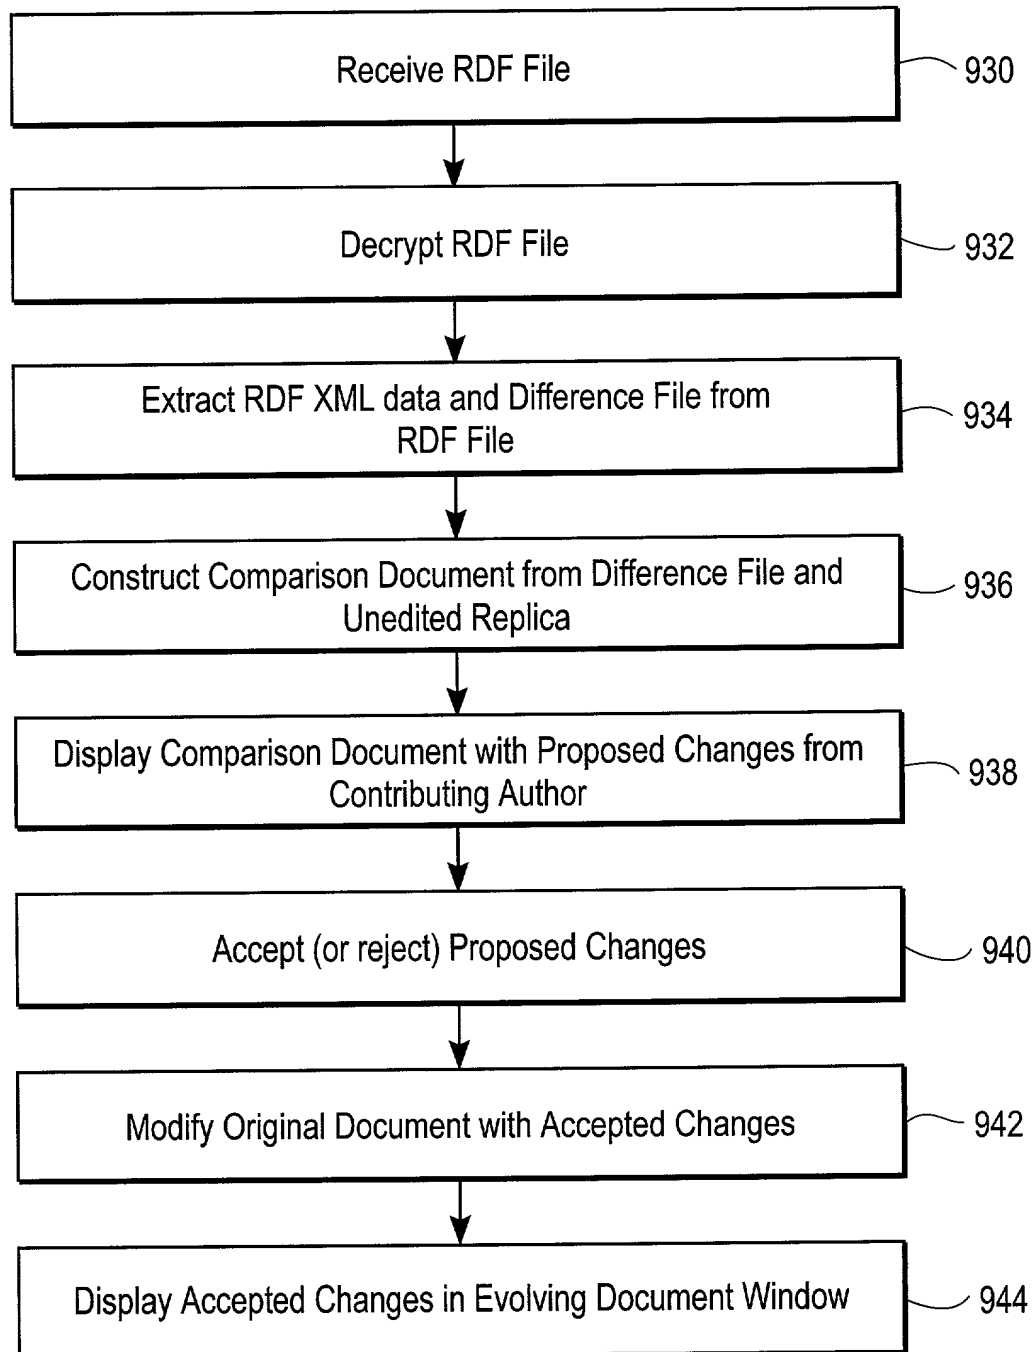 Receive RDF File
930
Decrypt RDF File
932
Extract RDF XML data and Difference File from
RDF File
934
Construct Comparison Document from Difference File and
Unedited Replica
936
Display Comparison Document with Proposed Changes from
Contributing Author
938
Accept (or reject) Proposed Changes
940
Modify Original Document with Accepted Changes
942
Display Accepted Changes in Evolving Document Window
944